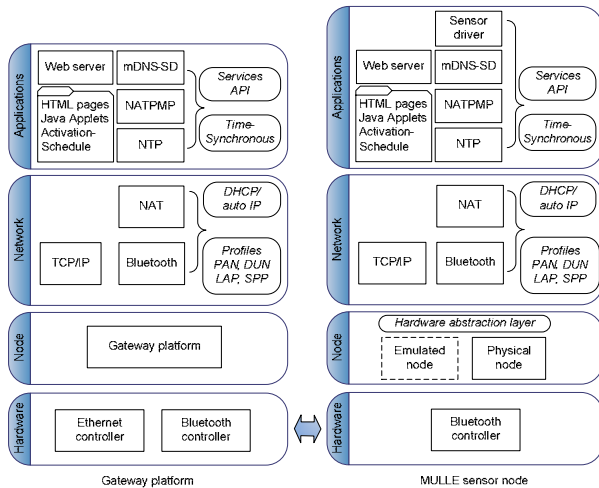 Applications
Web server
mDNS-SD
HTML pages
Java Applets
Activation-
Schedule
NATPMP
NTP
Services
API
Time-
Synchronous
Network
NAT
TCP/IP
Bluetooth
DHCP/
auto IP
Profiles
PAN, DUN
LAP, SPP
Node
Gateway platform
Hardware
Ethernet
controller
Bluetooth
controller
Gateway platform
Applications
Sensor
driver
Web server
mDNS-SD
HTML pages
Java Applets
Activation-
Schedule
NATPMP
NTP
Services
API
Time-
Synchronous
Network
NAT
TCP/IP
Bluetooth
DHCP/
auto IP
Profiles
PAN, DUN
LAP, SPP
Node
Hardware abstraction layer
Emulated
node
Physical
node
Hardware
Bluetooth
controller
MULLE sensor node